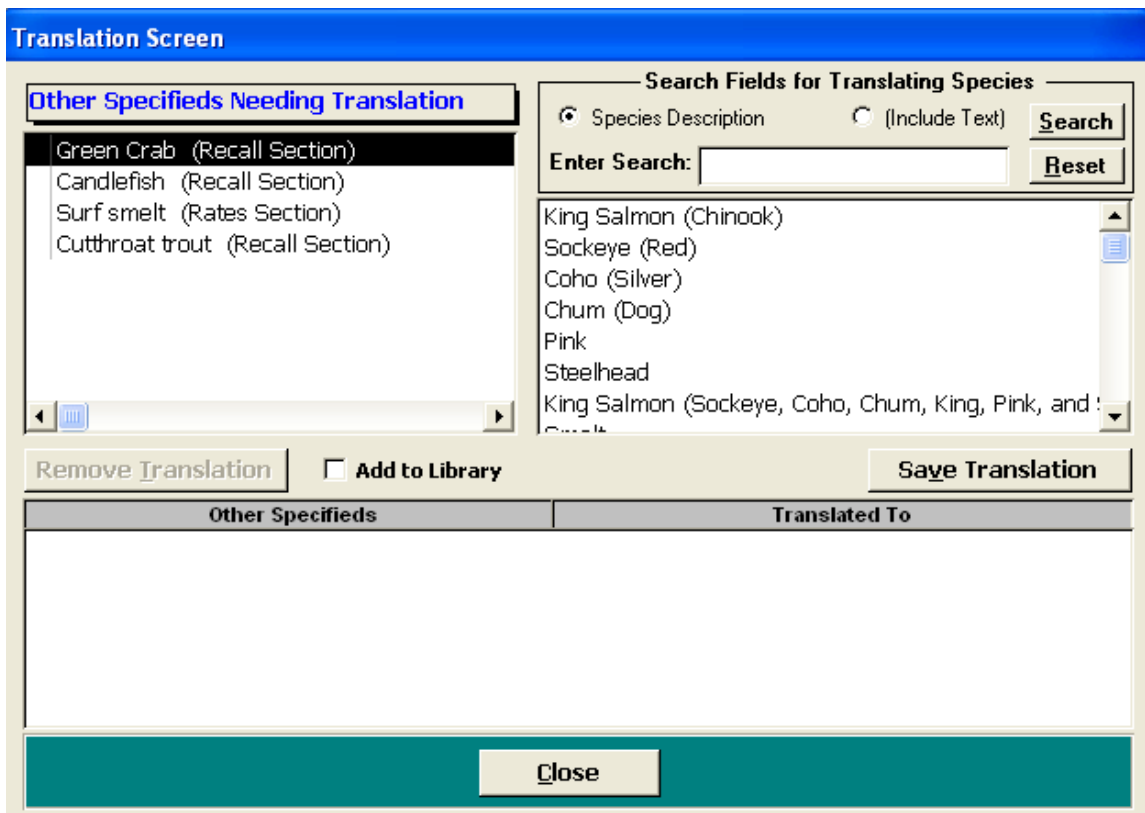 Translation Screen
Other Specifieds Needing Translation
Green Crab (Recall Section)
Candlefish (Recall Section)
Surf smelt (Rates Section)
Cutthroat trout (Recall Section)
Search Fields for Translating Species
Species Description (Include Text) Search
Enter Search: Reset
King Salmon (Chinook)
Sockeye (Red)
Coho (Silver)
Chum (Dog)
Pink
Steelhead
King Salmon (Sockeye, Coho, Chum, King, Pink, and
Remove Translation Add to Library Save Translation
Other Specifieds Translated To
Close